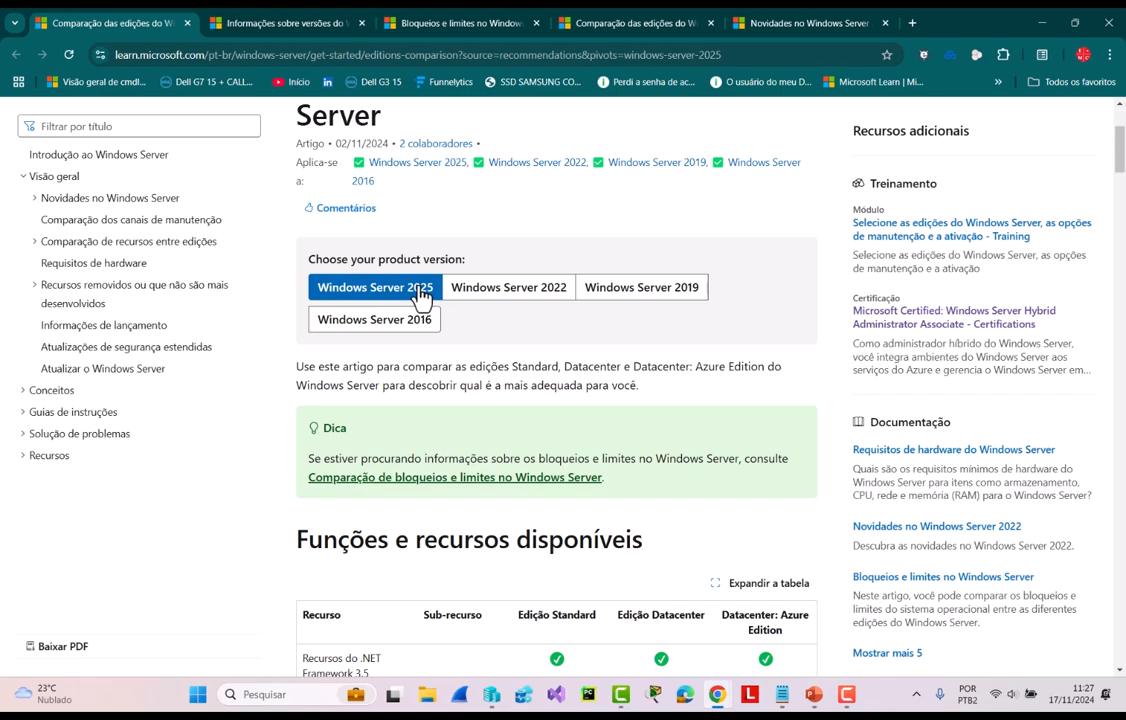 Comparação das edições do Wi
Informações sobre versões do
Bloqueios e limites no Windows
Comparação das edições do Wi
Novidades no Windows Server
learn.microsoft.com/pt-br/windows-server/get-started/editions-comparison?source=recommendations&pivots=windows-server-2025
Visão geral de cmdl...
Dell G7 15 + CALL...
Início
Dell G3 15
Funnelytics
SSD SAMSUNG CO...
Perdi a senha de ac...
O usuário do meu D...
Microsoft Learn | Mi...
Todos os favoritos
Filtrar por título
Introdução ao Windows Server
Visão geral
Novidades no Windows Server
Comparação dos canais de manutenção
Comparação de recursos entre edições
Requisitos de hardware
Recursos removidos ou que não são mais
desenvolvidos
Informações de lançamento
Atualizações de segurança estendidas
Atualizar o Windows Server
Conceitos
Guias de instruções
Solução de problemas
Recursos
Baixar PDF
Server
Artigo • 02/11/2024 • 2 colaboradores •
Aplica-se a: Windows Server 2025, Windows Server 2022, Windows Server 2019, Windows Server
2016
Comentários
Choose your product version:
Windows Server 2025 Windows Server 2022 Windows Server 2019
Windows Server 2016
Use este artigo para comparar as edições Standard, Datacenter e Datacenter: Azure Edition do
Windows Server para descobrir qual é a mais adequada para você.
Dica
Se estiver procurando informações sobre os bloqueios e limites no Windows Server, consulte
Comparação de bloqueios e limites no Windows Server.
Funções e recursos disponíveis
Expandir a tabela
Recurso Sub-recurso Edição Standard Edição Datacenter Datacenter: Azure
Edition
Recursos do .NET
Framework 3.5
Recursos adicionais
Treinamento
Módulo
Selecione as edições do Windows Server, as opções
de manutenção e a ativação - Training
Selecione as edições do Windows Server, as opções
de manutenção e a ativação.
Certificação
Microsoft Certified: Windows Server Hybrid
Administrator Associate - Certifications
Como administrador híbrido do Windows Server,
você integra ambientes do Windows Server aos
serviços do Azure e gerencia o Windows Server em...
Documentação
Requisitos de hardware do Windows Server
Quais são os requisitos mínimos de hardware do
Windows Server para itens como armazenamento,
CPU, rede e memória (RAM) para o Windows Server?
Novidades no Windows Server 2022
Descubra as novidades no Windows Server 2022.
Bloqueios e limites no Windows Server
Neste artigo, você pode comparar os bloqueios e
limites do sistema operacional entre as diferentes
edições do Windows Server.
Mostrar mais 5
23°C
Nublado
Pesquisar
POR
PTB2
11:27
17/11/2024